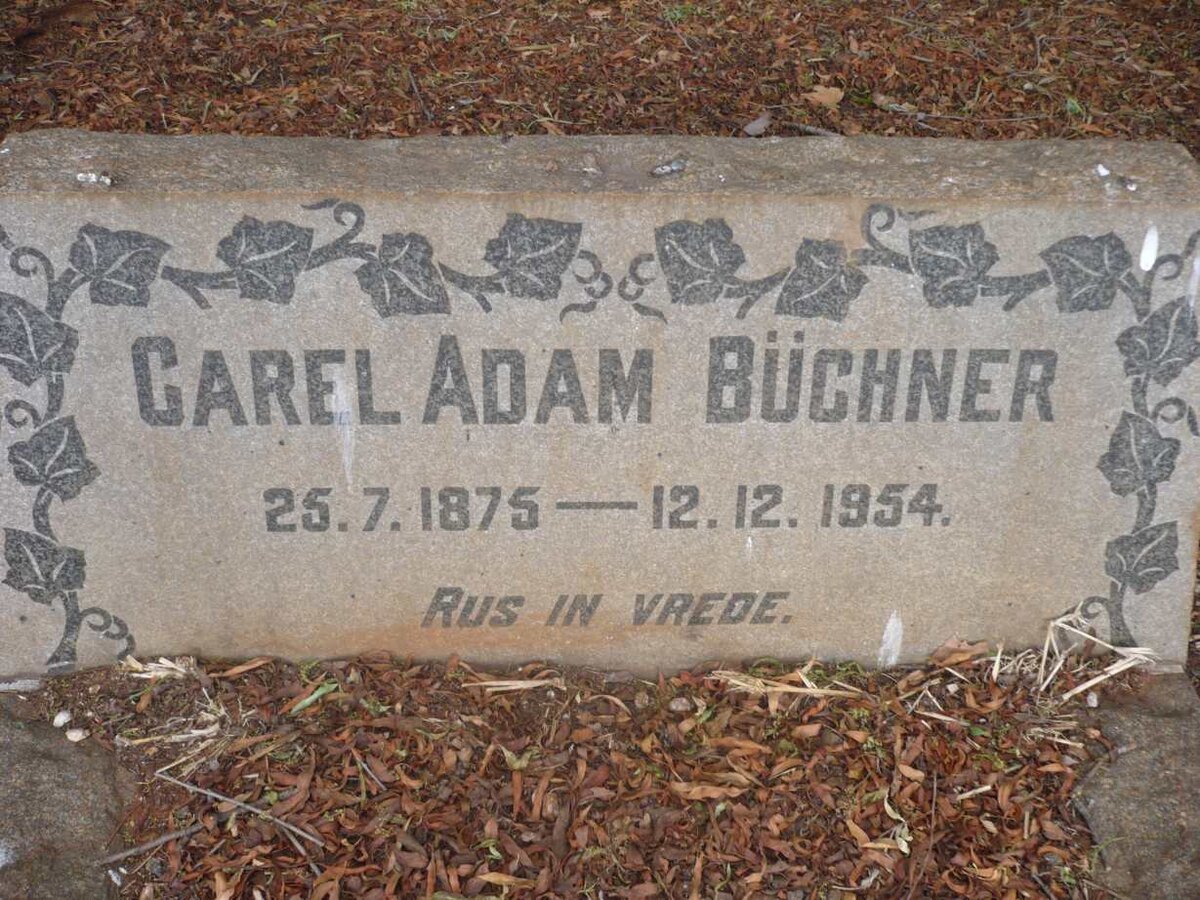 CAREL ADAM BÜCHNER
25.7.1875 — 12.12.1954.
RUS IN VREDE.